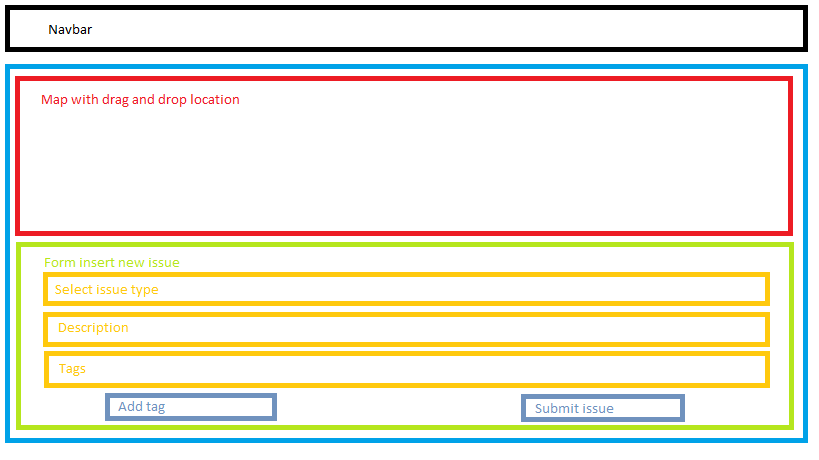 Navbar
Map with drag and drop location
Form insert new issue
Select issue type
Description
Tags
Add tag
Submit issue